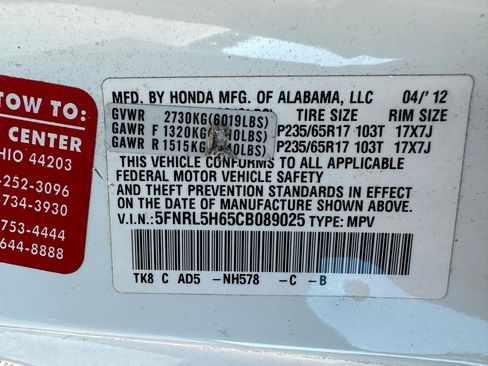 TOW TO:
CENTER
HIO 44203
-252-3096
-734-3930
-753-4444
644-8888
MFD. BY HONDA MFG. OF ALABAMA, LLC 04/'12
GVWR 2730KG(6019LBS) TIRE SIZE RIM SIZE
GAWR F 1320KG 0LBS) P235/65R17 103T 17X7J
GAWR R 1515KG 0LBS) P235/65R17 103T 17X7J
THIS VEHICLE CONFORMS TO ALL APPLICABLE
FEDERAL MOTOR VEHICLE SAFETY
AND THEFT PREVENTION STANDARDS IN EFFECT
ON THE DATE OF MANUFACTURE SHOWN ABOVE.
V.I.N.: 5FNRL5H65CB089025 TYPE: MPV
TK8 C AD5 -NH578 -C -B